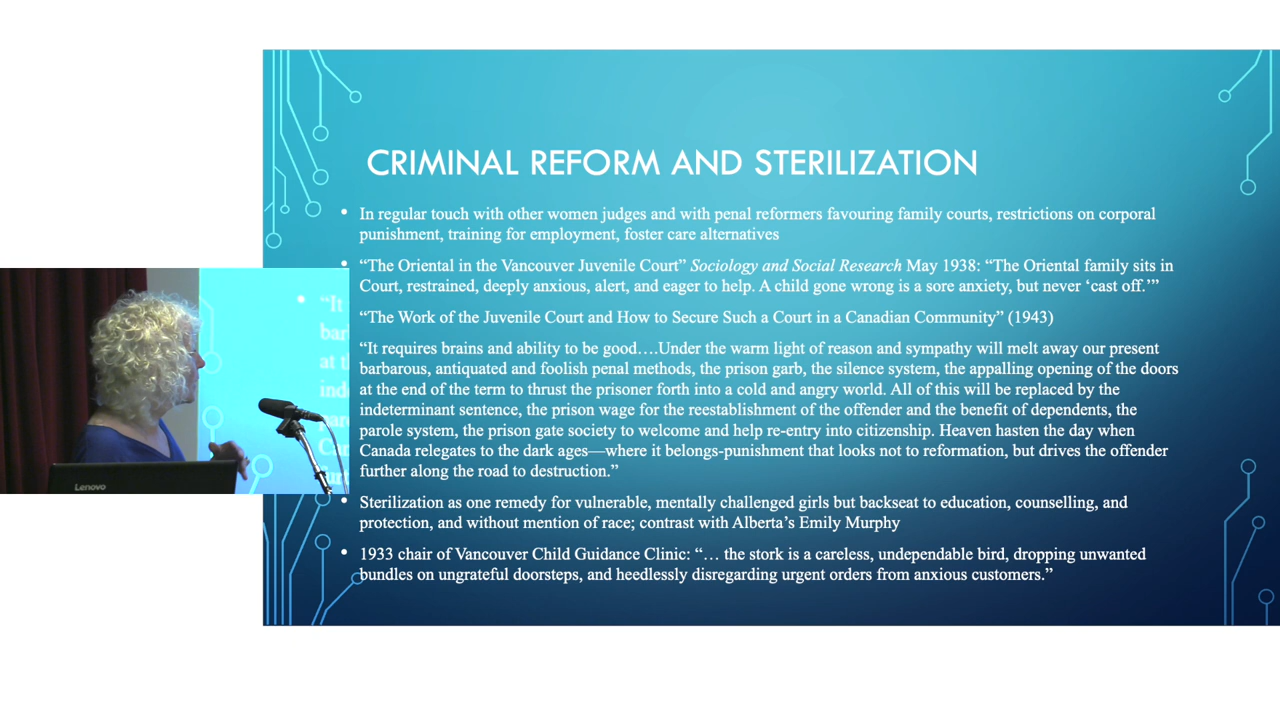 CRIMINAL REFORM AND STERILIZATION
• In regular touch with other women judges and with penal reformers favouring family courts, restrictions on corporal
punishment, training for employment, foster care alternatives
• “The Oriental in the Vancouver Juvenile Court” Sociology and Social Research May 1938: “The Oriental family sits in
Court, restrained, deeply anxious, alert, and eager to help. A child gone wrong is a sore anxiety, but never ‘cast off.’”
“The Work of the Juvenile Court and How to Secure Such a Court in a Canadian Community” (1943)
“It requires brains and ability to be good….Under the warm light of reason and sympathy will melt away our present
barbarous, antiquated and foolish penal methods, the prison garb, the silence system, the appalling opening of the doors
at the end of the term to thrust the prisoner forth into a cold and angry world. All of this will be replaced by the
indeterminant sentence, the prison wage for the reestablishment of the offender and the benefit of dependents, the
parole system, the prison gate society to welcome and help re-entry into citizenship. Heaven hasten the day when
Canada relegates to the dark ages—where it belongs-punishment that looks not to reformation, but drives the offender
further along the road to destruction.”
• Sterilization as one remedy for vulnerable, mentally challenged girls but backseat to education, counselling, and
protection, and without mention of race; contrast with Alberta’s Emily Murphy
• 1933 chair of Vancouver Child Guidance Clinic: “… the stork is a careless, undependable bird, dropping unwanted
bundles on ungrateful doorsteps, and heedlessly disregarding urgent orders from anxious customers.”
• “It
bar
at t
ind
Lenovo